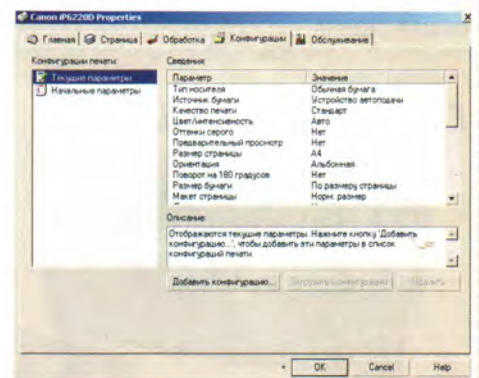 Canon iP6220D Properties
Главная Страница Обработка Конфигурации Обслуживание
Конфигурации печати:
Текущие параметры
Начальные параметры
Сведения:
Параметр Значение
Тип носителя Обычная бумага
Источник бумаги Устройство автоподачи
Качество печати Стандарт
Цвет/интенсивность Авто
Оттенки серого Нет
Предварительный просмотр Нет
Размер страницы A4
Ориентация Альбомная
Поворот на 180 градусов Нет
Размер бумаги По размеру страницы
Макет страницы Норм. размер
Описание:
Отображаются текущие параметры. Нажмите кнопку 'Добавить
конфигурацию...', чтобы добавить эти параметры в список
конфигураций печати.
Добавить конфигурацию... Загрузить конфигурацию Удалить
OK Cancel Help